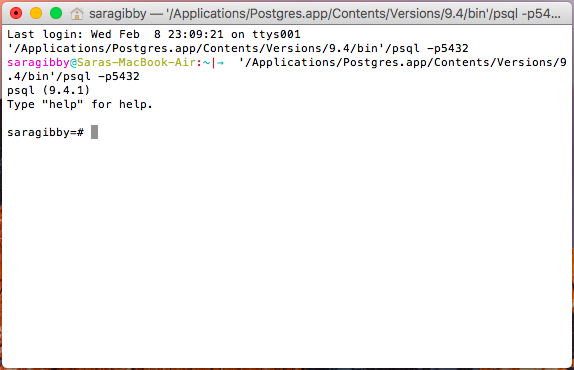 saragibby — '/Applications/Postgres.app/Contents/Versions/9.4/bin'/psql -p54...
Last login: Wed Feb  8 23:09:21 on ttys001
'/Applications/Postgres.app/Contents/Versions/9.4/bin'/psql -p5432
saragibby@Saras-MacBook-Air:~|→  '/Applications/Postgres.app/Contents/Versions/9
.4/bin'/psql -p5432
psql (9.4.1)
Type "help" for help.
saragibby=#